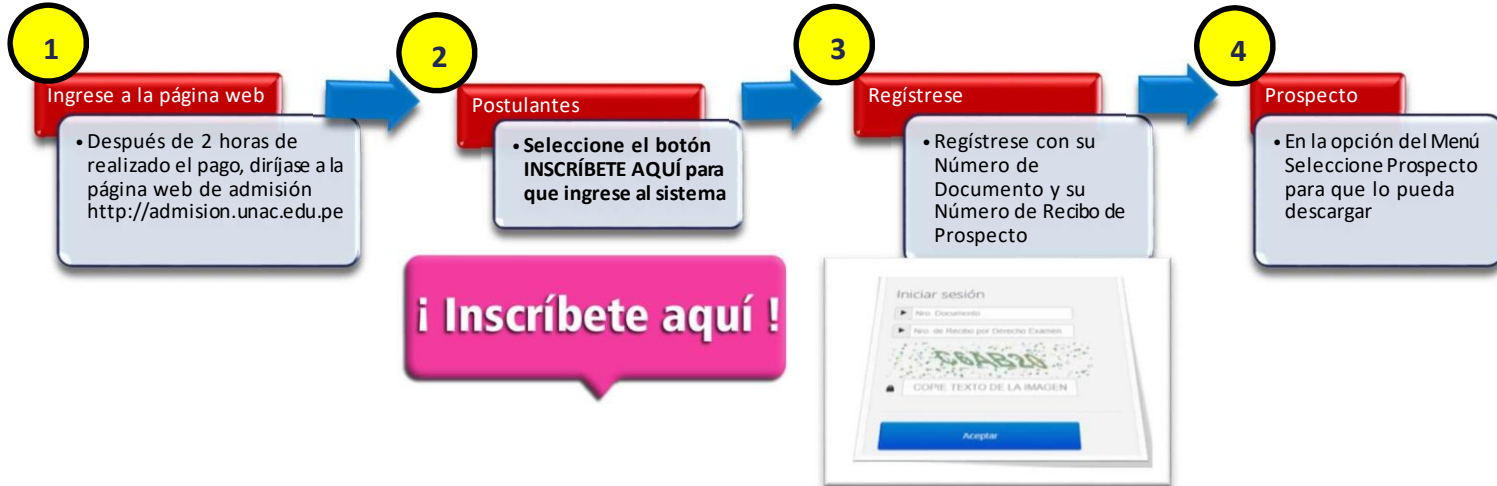 1
Ingrese a la página web
• Después de 2 horas de
realizado el pago, diríjase a la
página web de admisión
http://admision.unac.edu.pe
2
Postulantes
• Seleccione el botón
INSCRÍBETE AQUÍ para
que ingrese al sistema
¡ Inscríbete aquí !
3
Regístrese
• Regístrese con su
Número de
Documento y su
Número de Recibo de
Prospecto
Iniciar sesión
Nro. Documento
Nro. de Recibo por Derecho Examen
C6AB20
COPIE TEXTO DE LA IMAGEN
Aceptar
4
Prospecto
• En la opción del Menú
Seleccione Prospecto
para que lo pueda
descargar